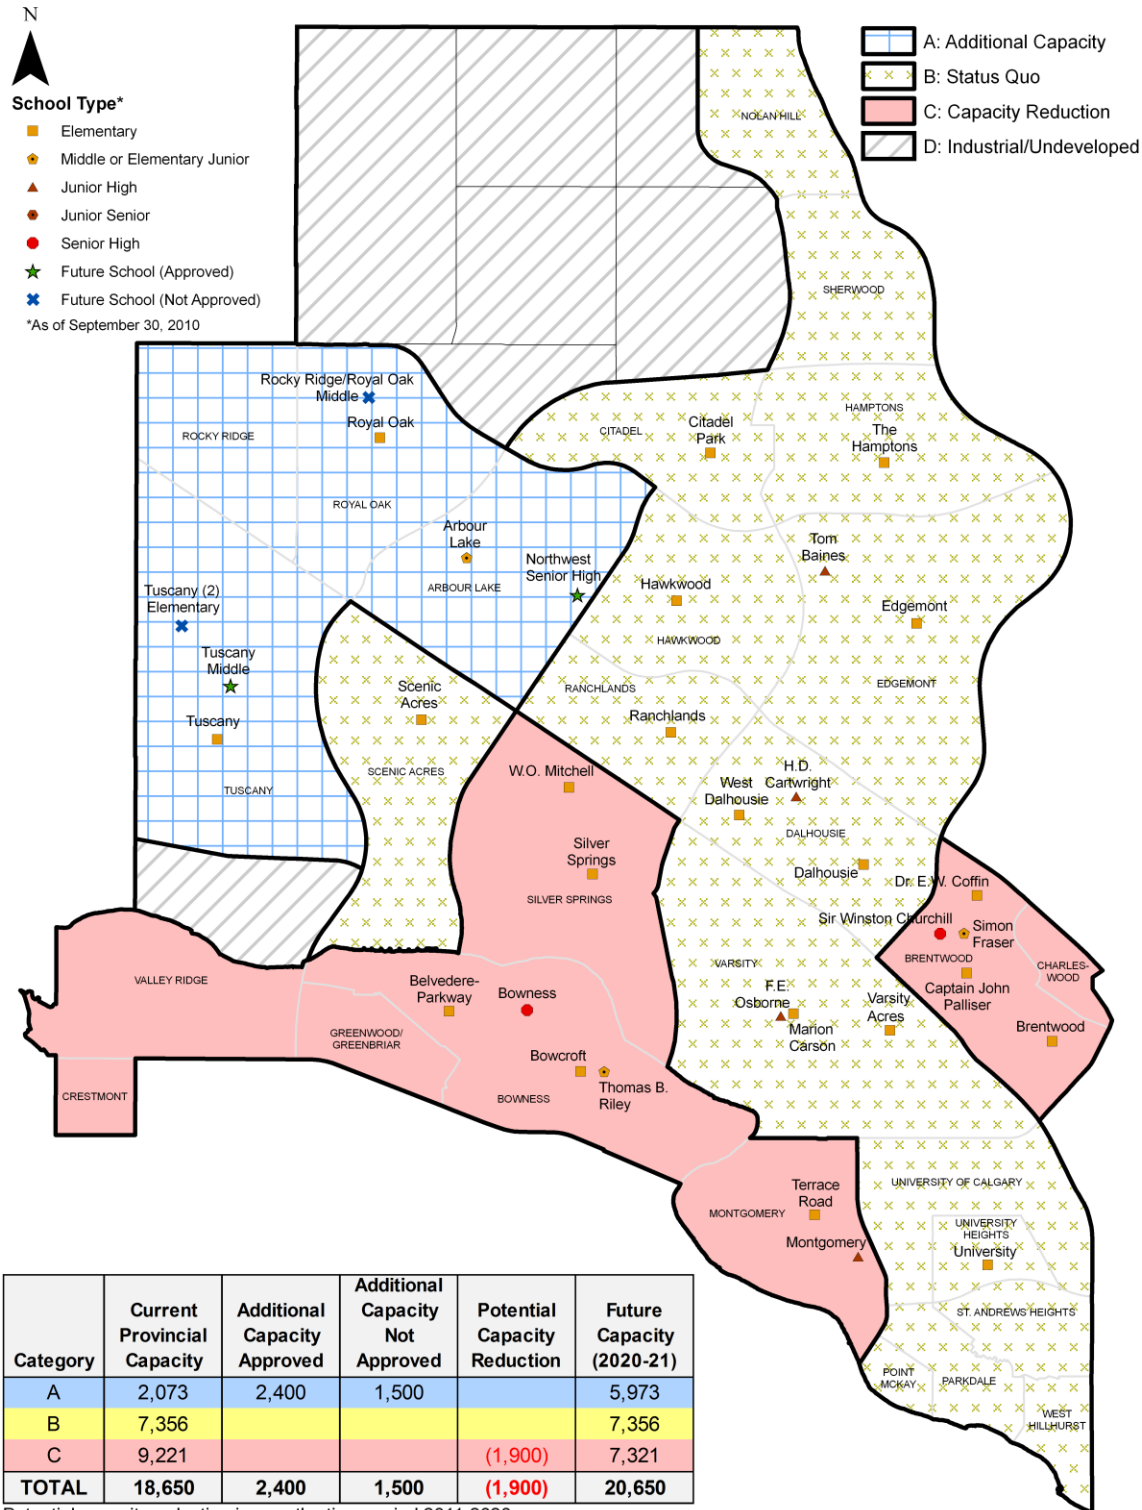 N
School Type*
Elementary
Middle or Elementary Junior
Junior High
Junior Senior
Senior High
Future School (Approved)
Future School (Not Approved)
*As of September 30, 2010
A: Additional Capacity
B: Status Quo
C: Capacity Reduction
D: Industrial/Undeveloped
NOLAN HILL
SHERWOOD
Rocky Ridge/Royal Oak
Middle
Royal Oak
ROCKY RIDGE
ROYAL OAK
CITADEL
Citadel
Park
HAMPTONS
The
Hamptons
Arbour
Lake
ARBOUR LAKE
Northwest
Senior High
Tom
Baines
Hawkwood
HAWKWOOD
Edgemont
EDGEMONT
Tuscany (2)
Elementary
Tuscany
Middle
Tuscany
TUSCANY
Scenic
Acres
SCENIC ACRES
RANCHLANDS
Ranchlands
W.O. Mitchell
West
Dalhousie
H.D.
Cartwright
DALHOUSIE
Dalhousie
Silver
Springs
SILVER SPRINGS
Dr. E.W. Coffin
Sir Winston Churchill
Simon
Fraser
BRENTWOOD
CHARLES-
WOOD
Captain John
Palliser
Brentwood
VARSITY
F.E.
Osborne
Marion
Carson
Varsity
Acres
VALLEY RIDGE
Belvedere-
Parkway
Bowness
GREENWOOD/
GREENBRIAR
Bowcroft
Thomas B.
Riley
BOWNESS
CRESTMONT
Terrace
Road
MONTGOMERY
Montgomery
UNIVERSITY OF CALGARY
UNIVERSITY
HEIGHTS
University
ST. ANDREWS HEIGHTS
POINT
MCKAY
PARKDALE
WEST
HILLHURST
Category Current Provincial Capacity Additional Capacity Approved Additional Capacity Not Approved Potential Capacity Reduction Future Capacity (2020-21)
A 2,073 2,400 1,500 5,973
B 7,356 7,356
C 9,221 (1,900) 7,321
TOTAL 18,650 2,400 1,500 (1,900) 20,650